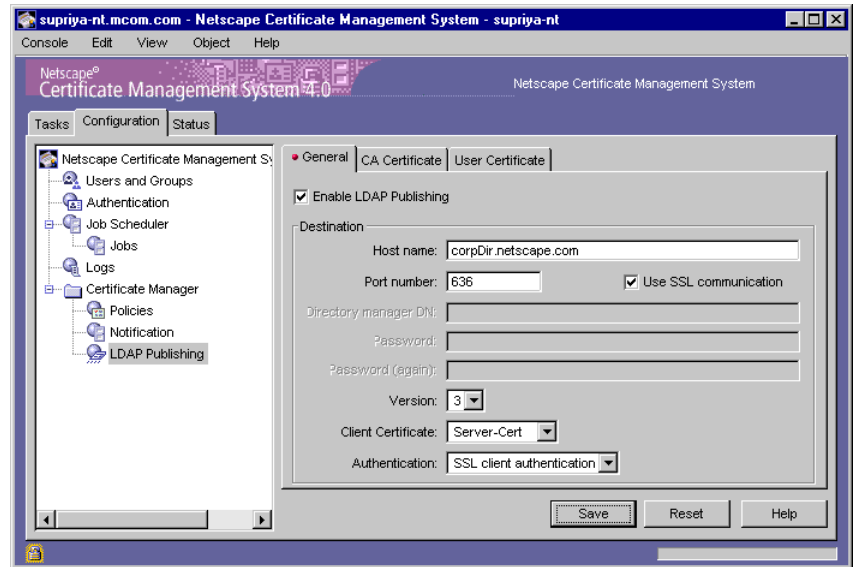 supriya-nt.mcom.com - Netscape Certificate Management System - supriya-nt
Console Edit View Object Help
Netscape®
Certificate Management System 4.0
Netscape Certificate Management System
Tasks Configuration Status
Netscape Certificate Management Sy
Users and Groups
Authentication
Job Scheduler
Jobs
Logs
Certificate Manager
Policies
Notification
LDAP Publishing
General CA Certificate User Certificate
Enable LDAP Publishing
Destination
Host name: corpDir.netscape.com
Port number: 636 Use SSL communication
Directory manager DN:
Password:
Password (again):
Version: 3
Client Certificate: Server-Cert
Authentication: SSL client authentication
Save Reset Help